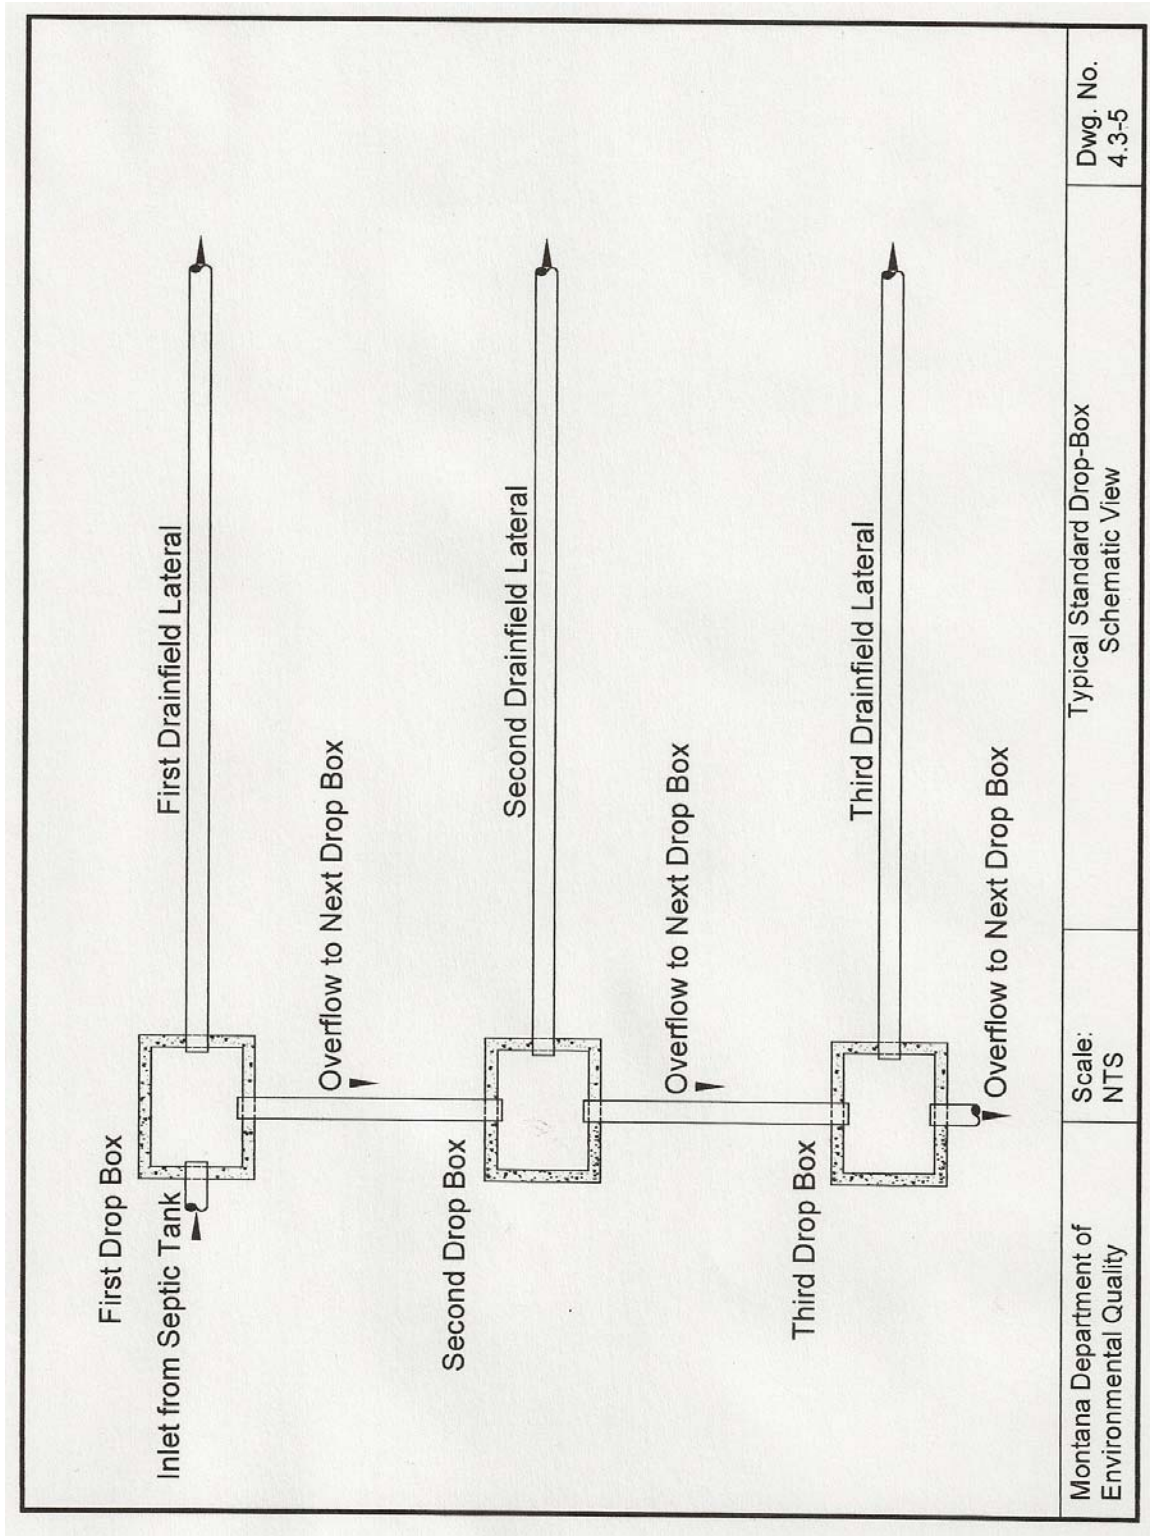 First Drop Box
Inlet from Septic Tank
First Drainfield Lateral
Overflow to Next Drop Box
Second Drop Box
Second Drainfield Lateral
Overflow to Next Drop Box
Third Drop Box
Third Drainfield Lateral
Overflow to Next Drop Box
Montana Department of
Environmental Quality
Scale:
NTS
Typical Standard Drop-Box
Schematic View
Dwg. No.
4.3-5